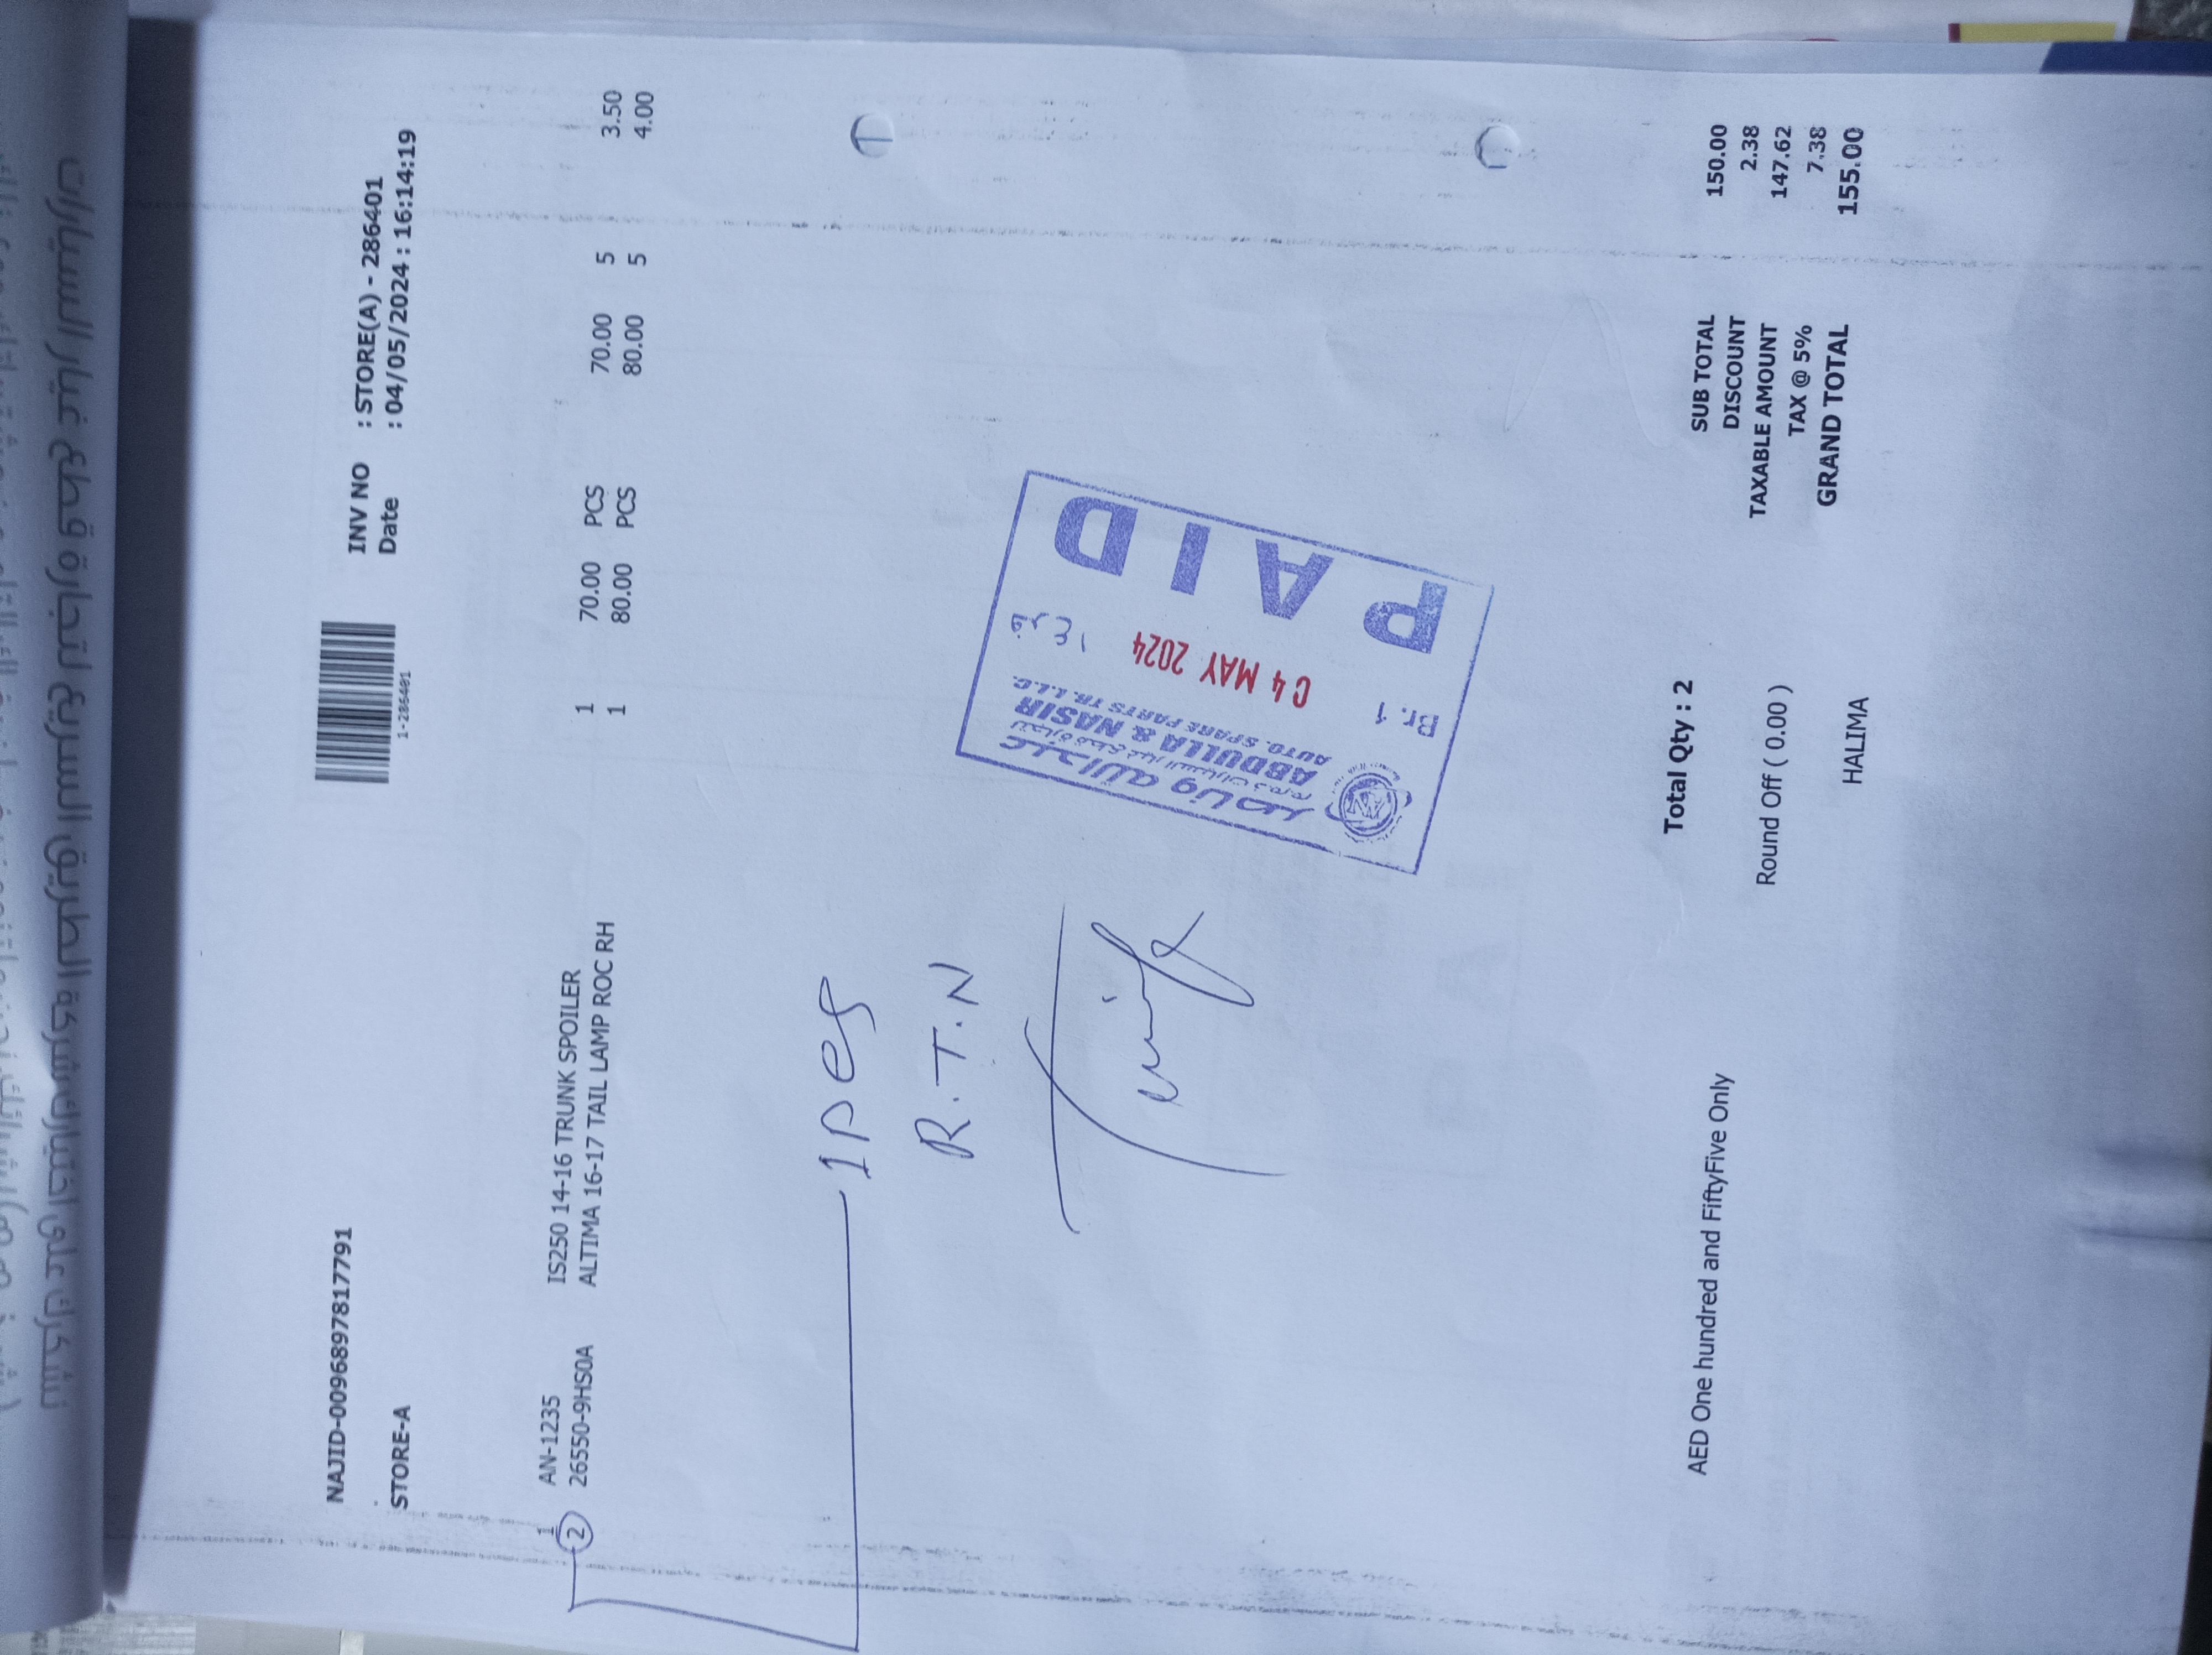 NAJID-0096897817791
INV NO : STORE(A) - 286401
STORE-A
Date : 04/05/2024 : 16:14:19
1-286401
1 AN-1235 IS250 14-16 TRUNK SPOILER 1 70.00 PCS 70.00 5 3.50
2 26550-9HS0A ALTIMA 16-17 TAIL LAMP ROC RH 1 80.00 PCS 80.00 5 4.00
1 Pes
R.T.N
عبدالله وناصر
ABDULLA & NASIR
AUTO. SPARE PARTS TR. L.L.C.
Br. 1
04 MAY 2024
PAID
Total Qty : 2
SUB TOTAL 150.00
DISCOUNT 2.38
AED One hundred and FiftyFive Only
TAXABLE AMOUNT 147.62
Round Off ( 0.00 )
TAX @ 5% 7.38
GRAND TOTAL 155.00
HALIMA